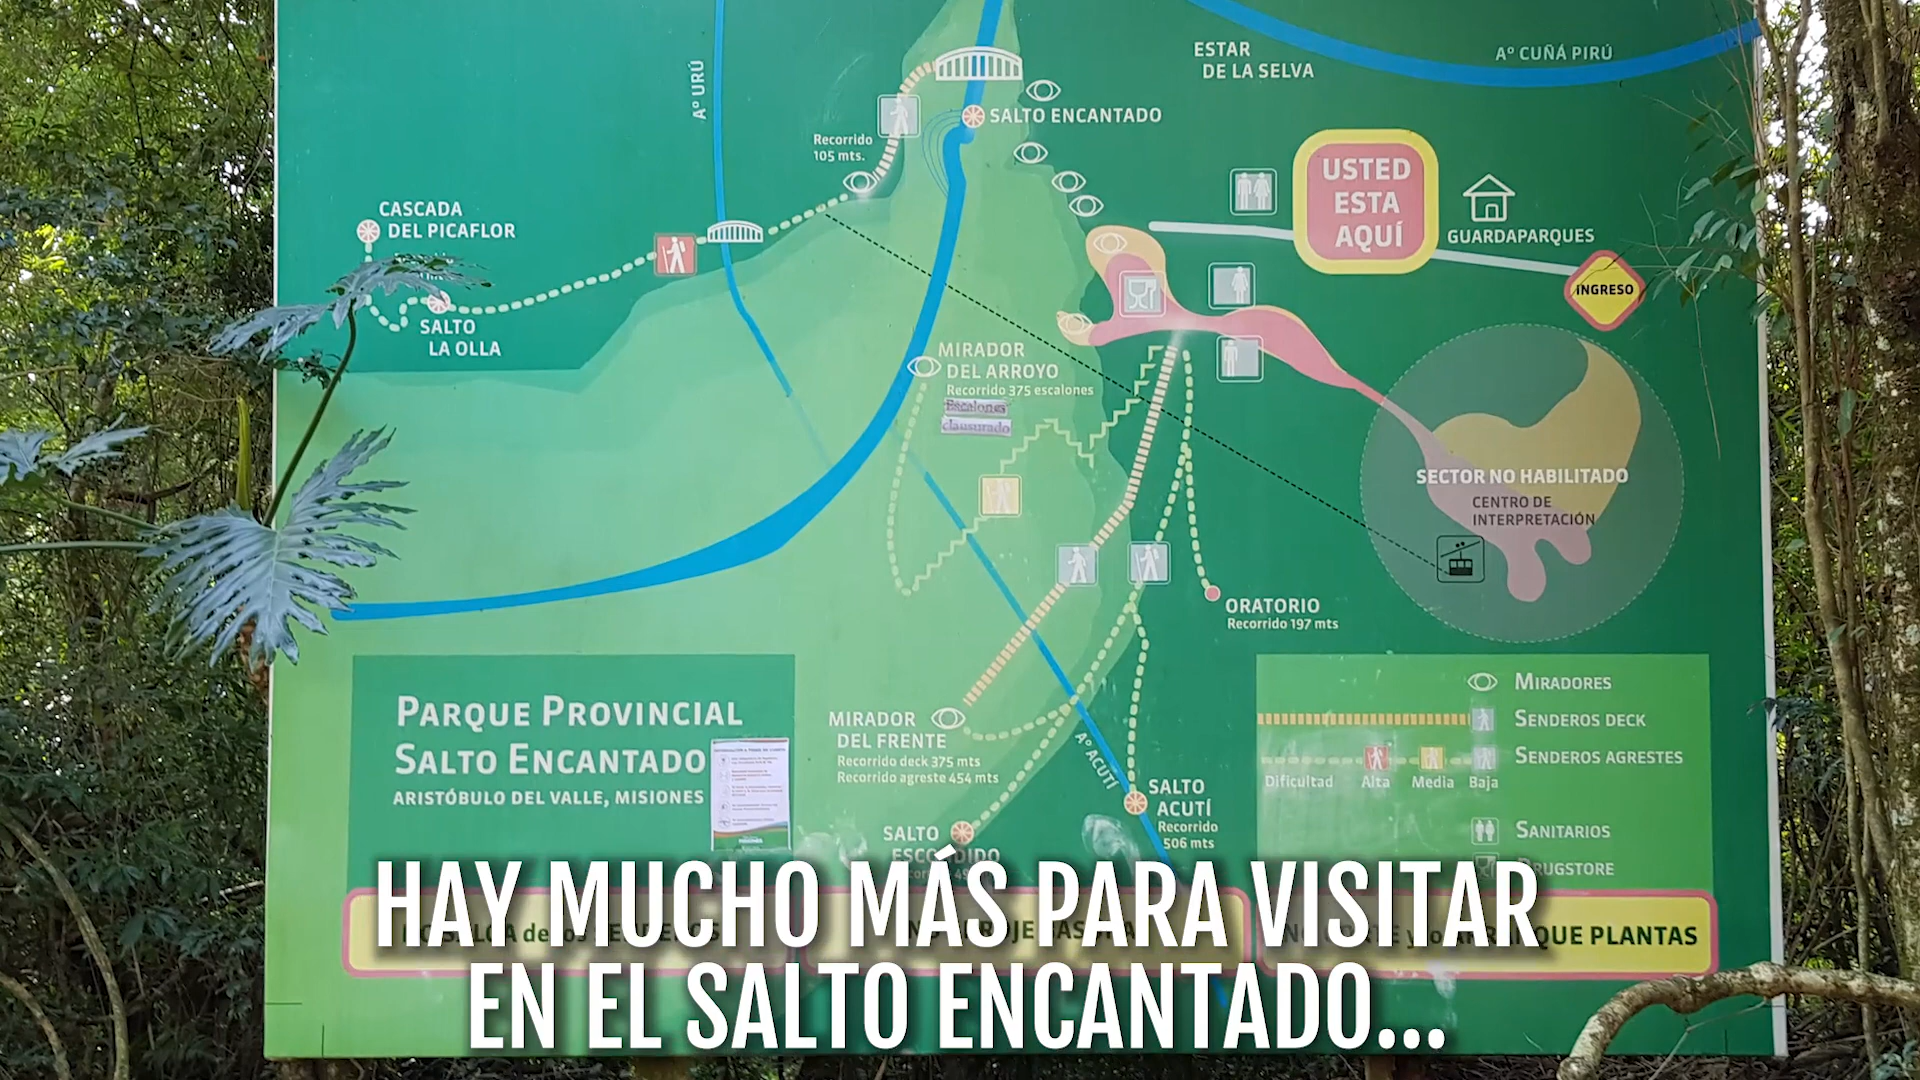 Aº URÚ
ESTAR
DE LA SELVA
Aº CUÑÁ PIRÚ
SALTO ENCANTADO
Recorrido
105 mts.
USTED
ESTA
AQUÍ
GUARDAPARQUES
INGRESO
CASCADA
DEL PICAFLOR
SALTO
LA OLLA
MIRADOR
DEL ARROYO
Recorrido 375 escalones
Escalones
clausurado
SECTOR NO HABILITADO
CENTRO DE
INTERPRETACIÓN
ORATORIO
Recorrido 197 mts
PARQUE PROVINCIAL
SALTO ENCANTADO
ARISTÓBULO DEL VALLE, MISIONES
MIRADOR
DEL FRENTE
Recorrido deck 375 mts
Recorrido agreste 454 mts
Aº ACUTÍ
SALTO
ACUTÍ
Recorrido
506 mts
SALTO
ESCONDIDO
MIRADORES
SENDEROS DECK
SENDEROS AGRESTES
Dificultad Alta Media Baja
SANITARIOS
DRUGSTORE
PLANTAS
HAY MUCHO MÁS PARA VISITAR
EN EL SALTO ENCANTADO...